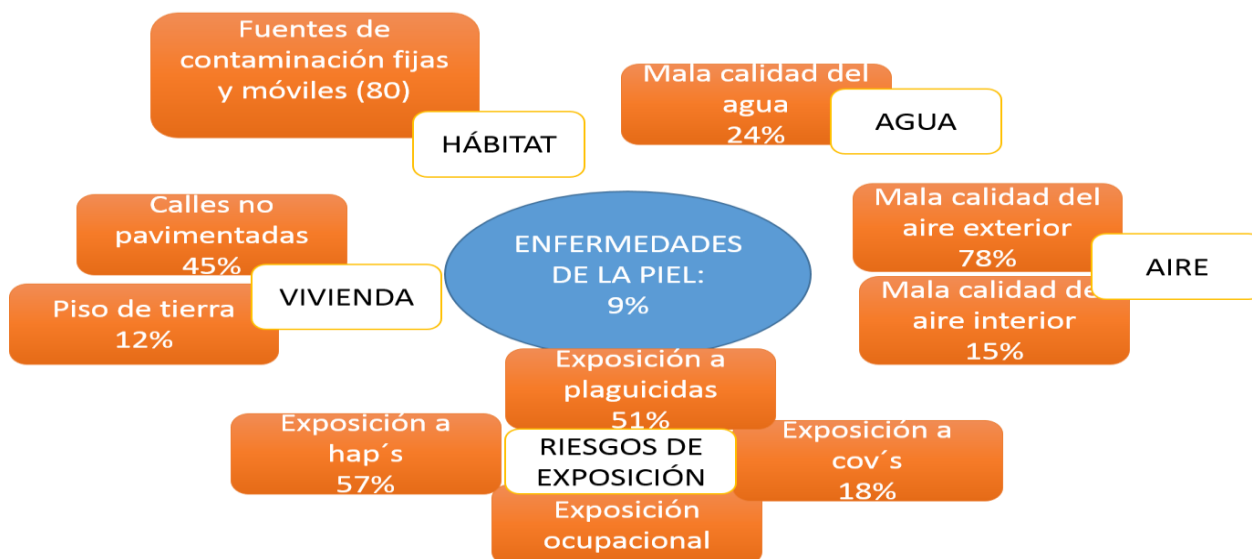 Fuentes de
contaminación fijas
y móviles (80)
HÁBITAT
Mala calidad del
agua
24%
AGUA
Calles no
pavimentadas
45%
Piso de tierra
12%
VIVIENDA
ENFERMEDADES
DE LA PIEL:
9%
Mala calidad del
aire exterior
78%
Mala calidad del
aire interior
15%
AIRE
Exposición a
plaguicidas
51%
Exposición a
hap´s
57%
RIESGOS DE
EXPOSICIÓN
Exposición a
cov´s
18%
Exposición
ocupacional